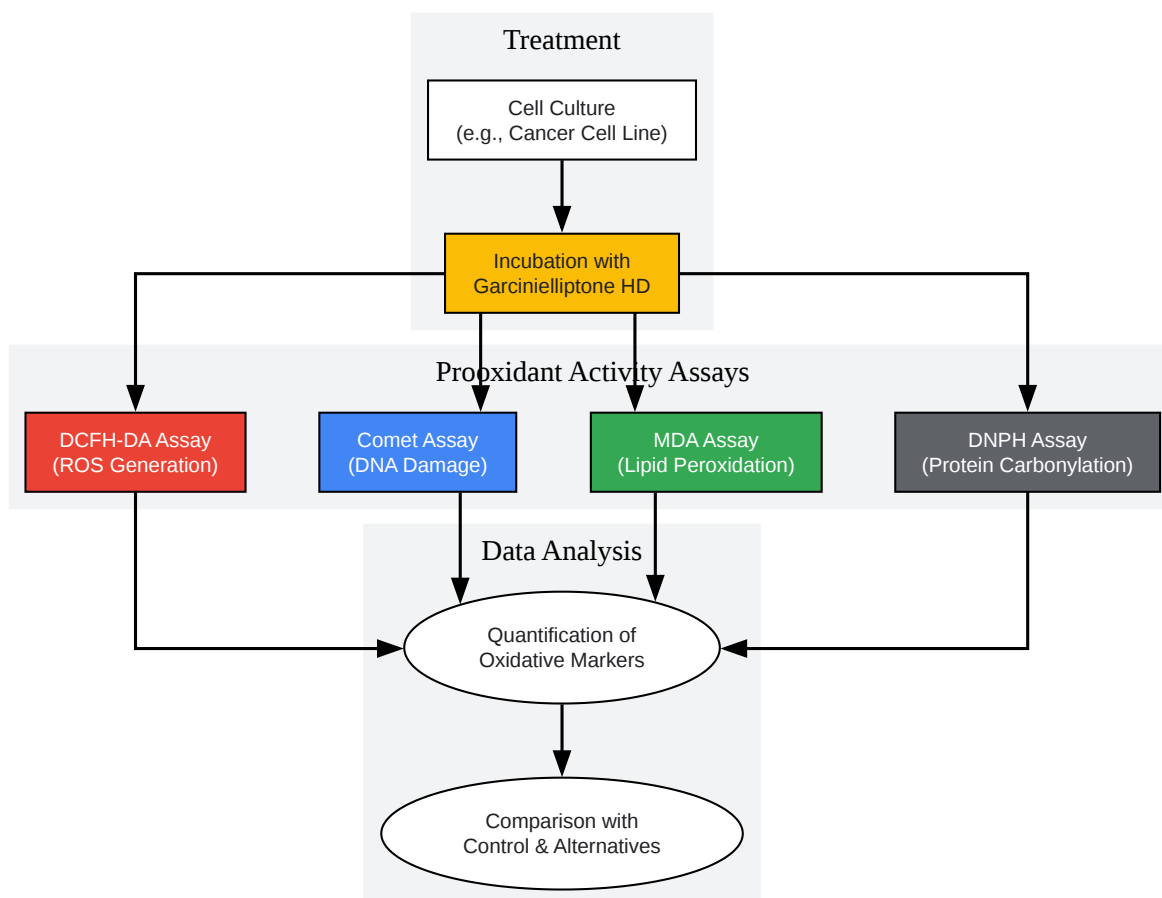 Treatment
Cell Culture
(e.g., Cancer Cell Line)
Incubation with
Garcinielliptone HD
Prooxidant Activity Assays
DCFH-DA Assay
(ROS Generation)
Comet Assay
(DNA Damage)
MDA Assay
(Lipid Peroxidation)
DNPH Assay
(Protein Carbonylation)
Data Analysis
Quantification of
Oxidative Markers
Comparison with
Control & Alternatives